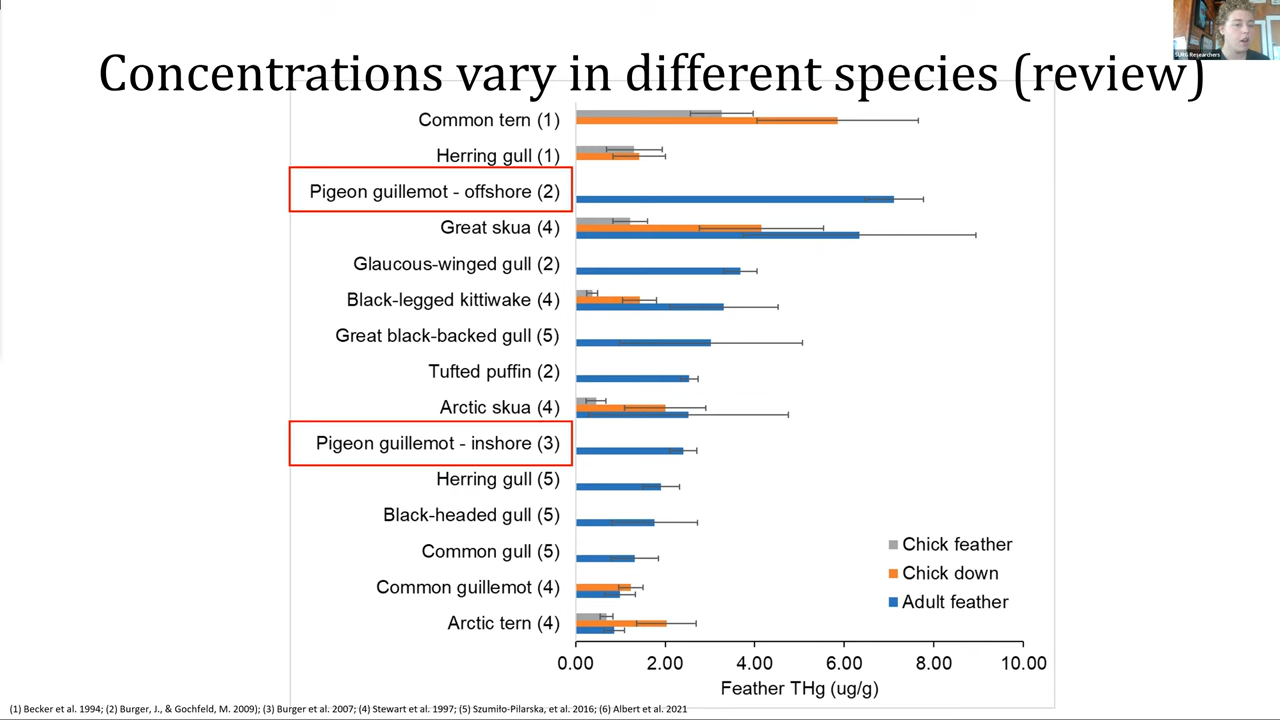 Concentrations vary in different species (review)
SURG Researchers
Common tern (1)
Herring gull (1)
Pigeon guillemot - offshore (2)
Great skua (4)
Glaucous-winged gull (2)
Black-legged kittiwake (4)
Great black-backed gull (5)
Tufted puffin (2)
Arctic skua (4)
Pigeon guillemot - inshore (3)
Herring gull (5)
Black-headed gull (5)
Common gull (5)
Common guillemot (4)
Arctic tern (4)
Chick feather
Chick down
Adult feather
0.00 2.00 4.00 6.00 8.00 10.00
Feather THg (ug/g)
(1) Becker et al. 1994; (2) Burger, J., & Gochfeld, M. 2009); (3) Burger et al. 2007; (4) Stewart et al. 1997; (5) Szumiło-Pilarska, et al. 2016; (6) Albert et al. 2021